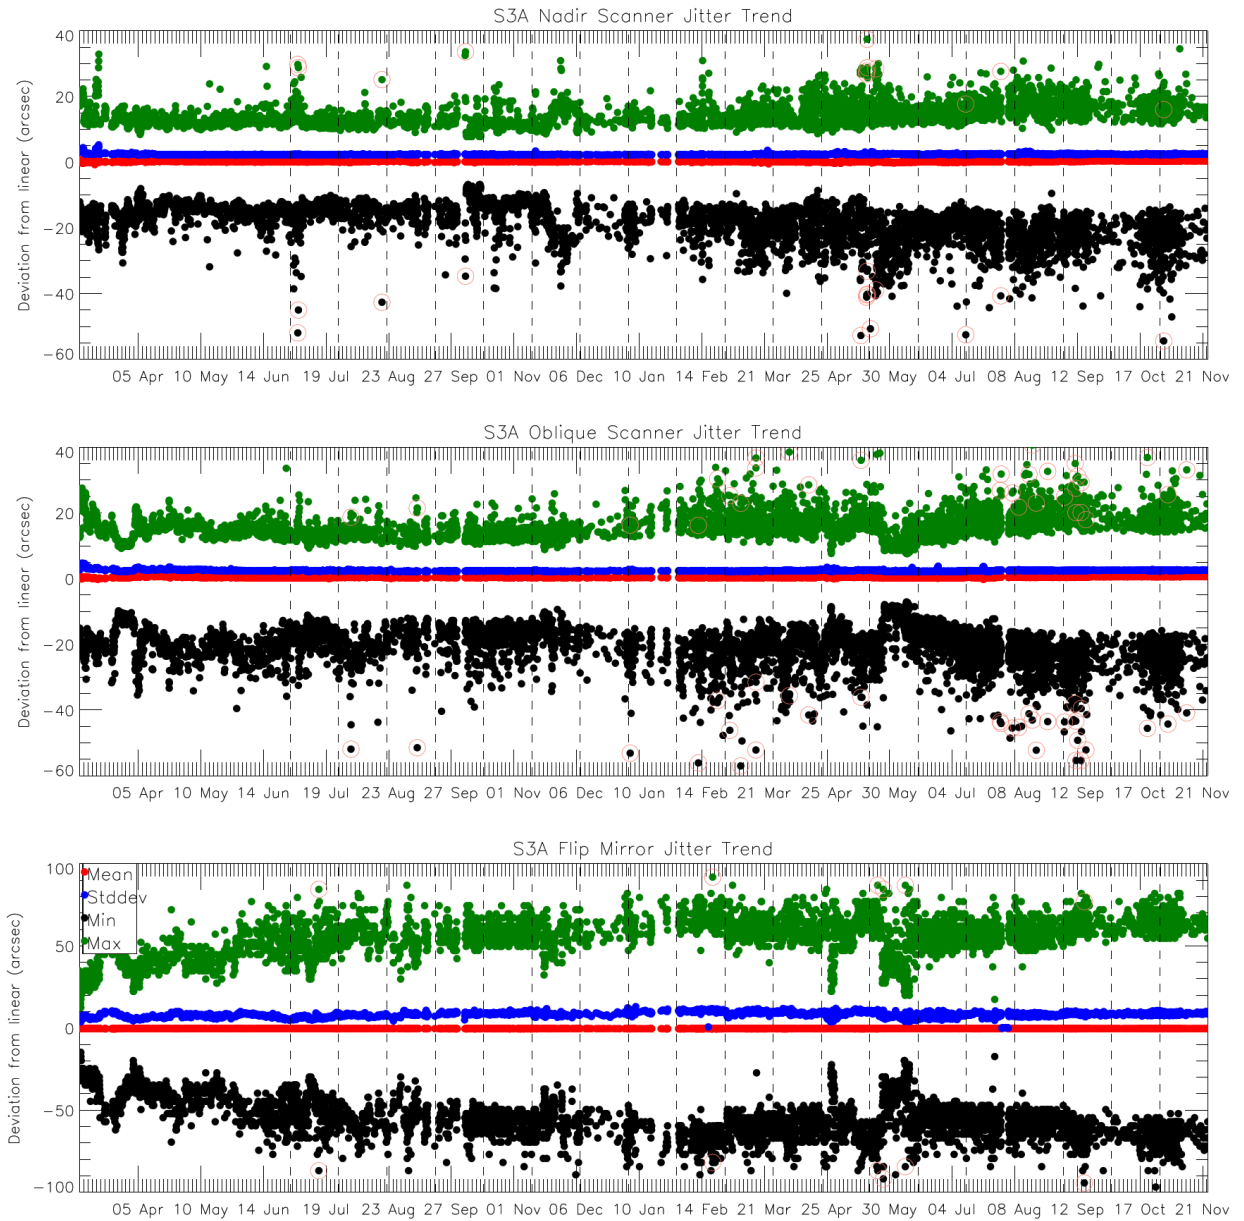 S3A Nadir Scanner Jitter Trend
Deviation from linear (arcsec)
40
20
0
-20
-40
-60
05 Apr 10 May 14 Jun 19 Jul 23 Aug 27 Sep 01 Nov 06 Dec 10 Jan 14 Feb 21 Mar 25 Apr 30 May 04 Jul 08 Aug 12 Sep 17 Oct 21 Nov
S3A Oblique Scanner Jitter Trend
Deviation from linear (arcsec)
40
20
0
-20
-40
-60
05 Apr 10 May 14 Jun 19 Jul 23 Aug 27 Sep 01 Nov 06 Dec 10 Jan 14 Feb 21 Mar 25 Apr 30 May 04 Jul 08 Aug 12 Sep 17 Oct 21 Nov
S3A Flip Mirror Jitter Trend
Deviation from linear (arcsec)
100
50
0
-50
-100
Mean
Stddev
Min
Max
05 Apr 10 May 14 Jun 19 Jul 23 Aug 27 Sep 01 Nov 06 Dec 10 Jan 14 Feb 21 Mar 25 Apr 30 May 04 Jul 08 Aug 12 Sep 17 Oct 21 Nov